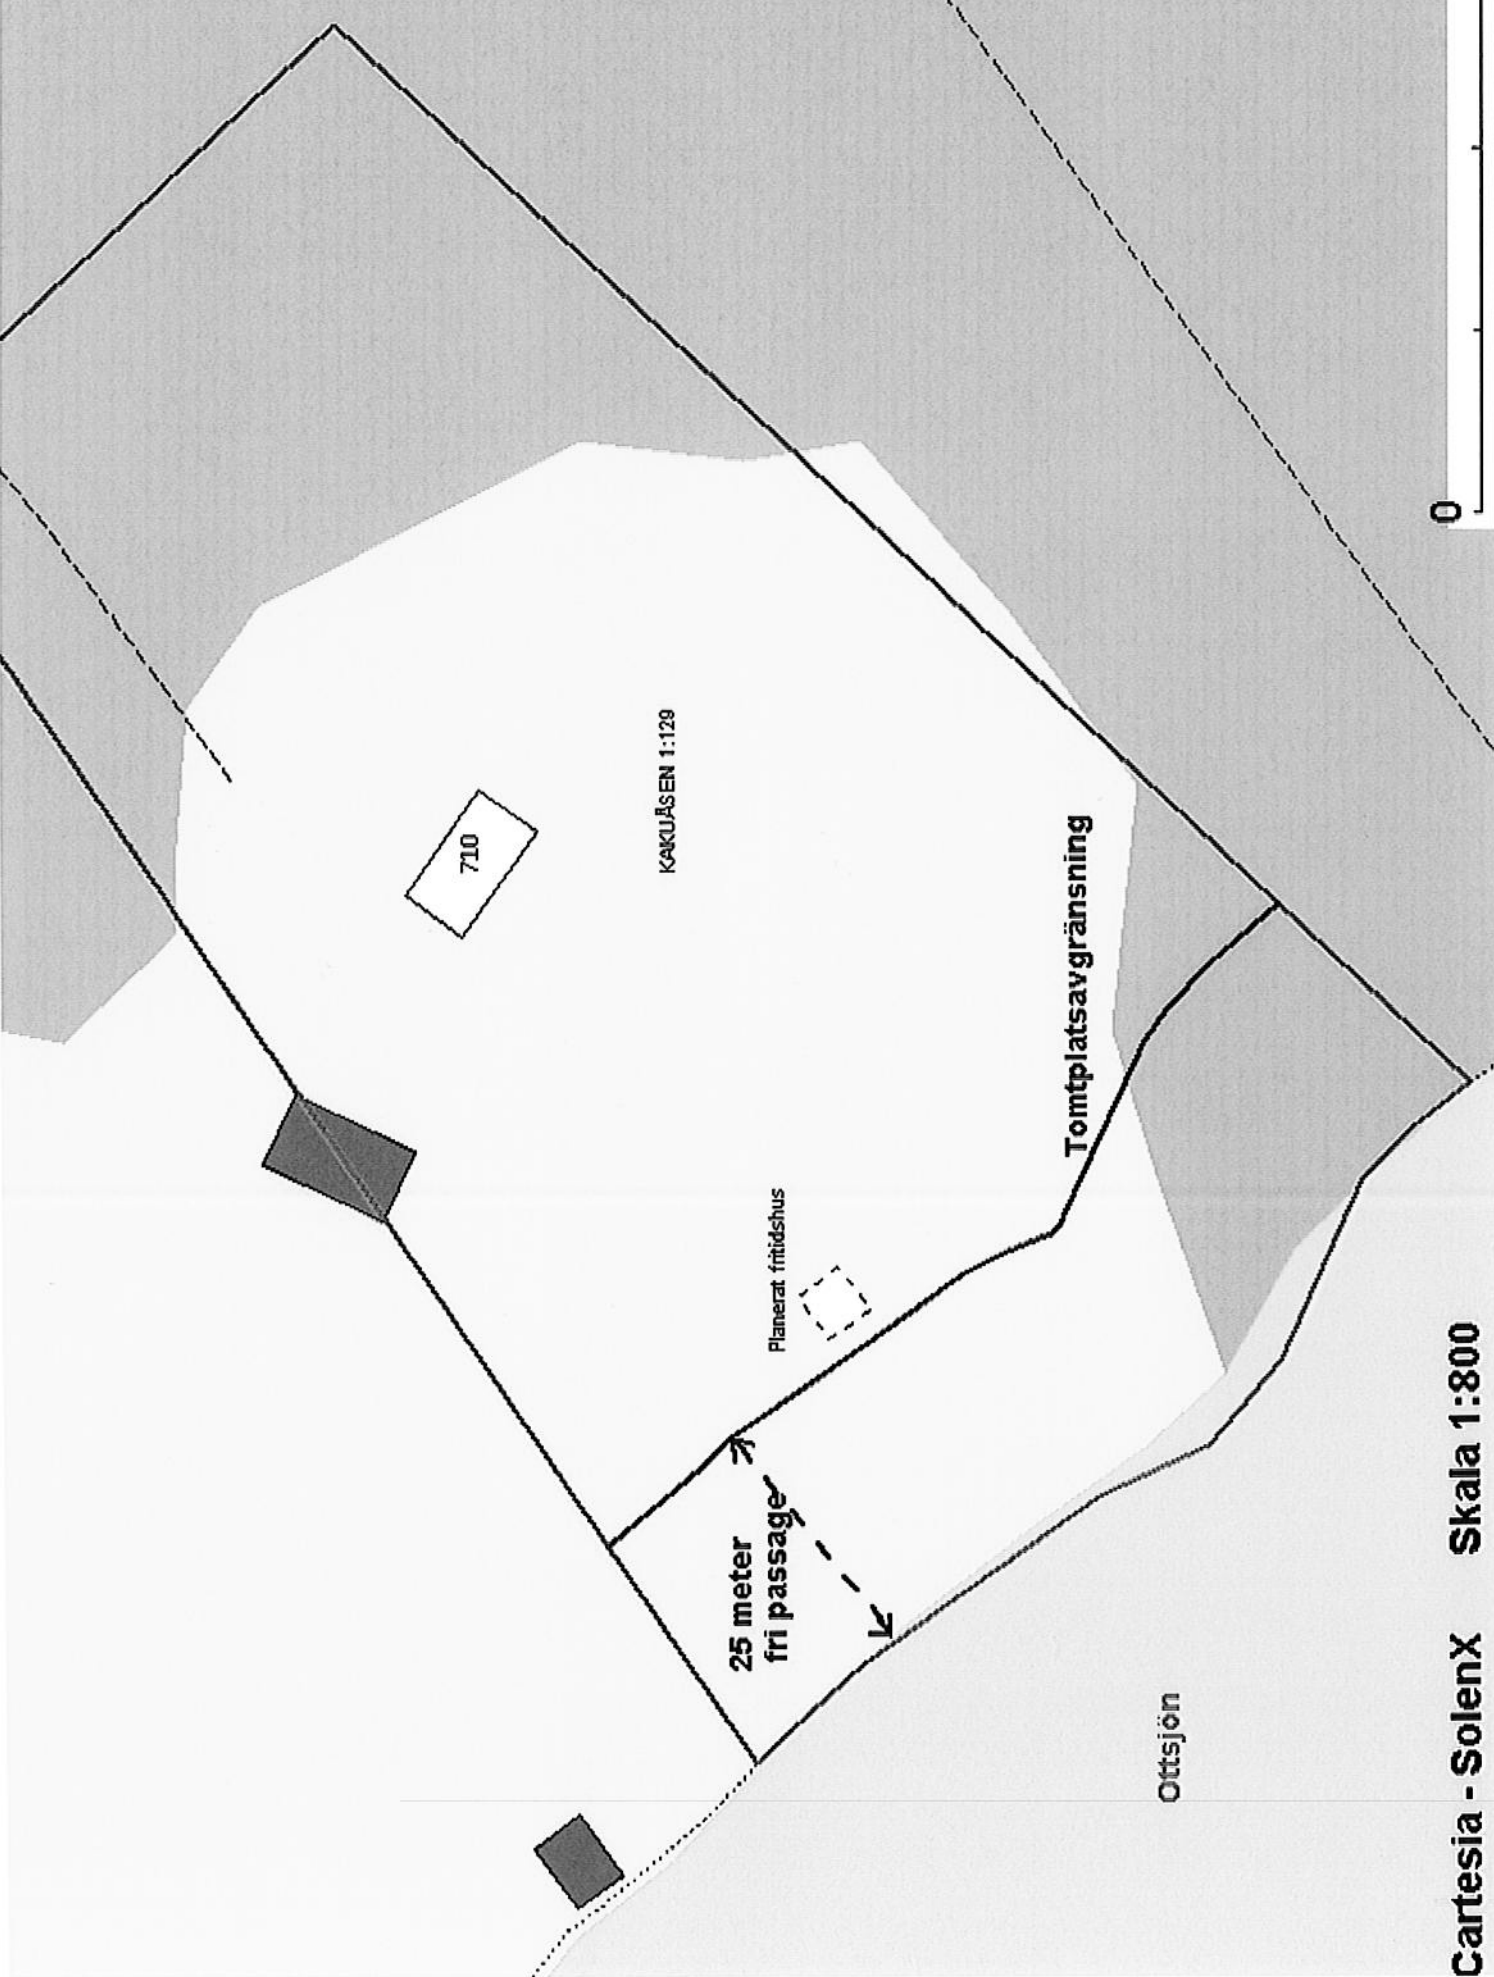 710
KAKUÅSEN 1:129
Planerat fritidshus
Tomtplatsavgränsning
25 meter
fri passage
Ottsjön
0
Cartesia - SolenX Skala 1:800